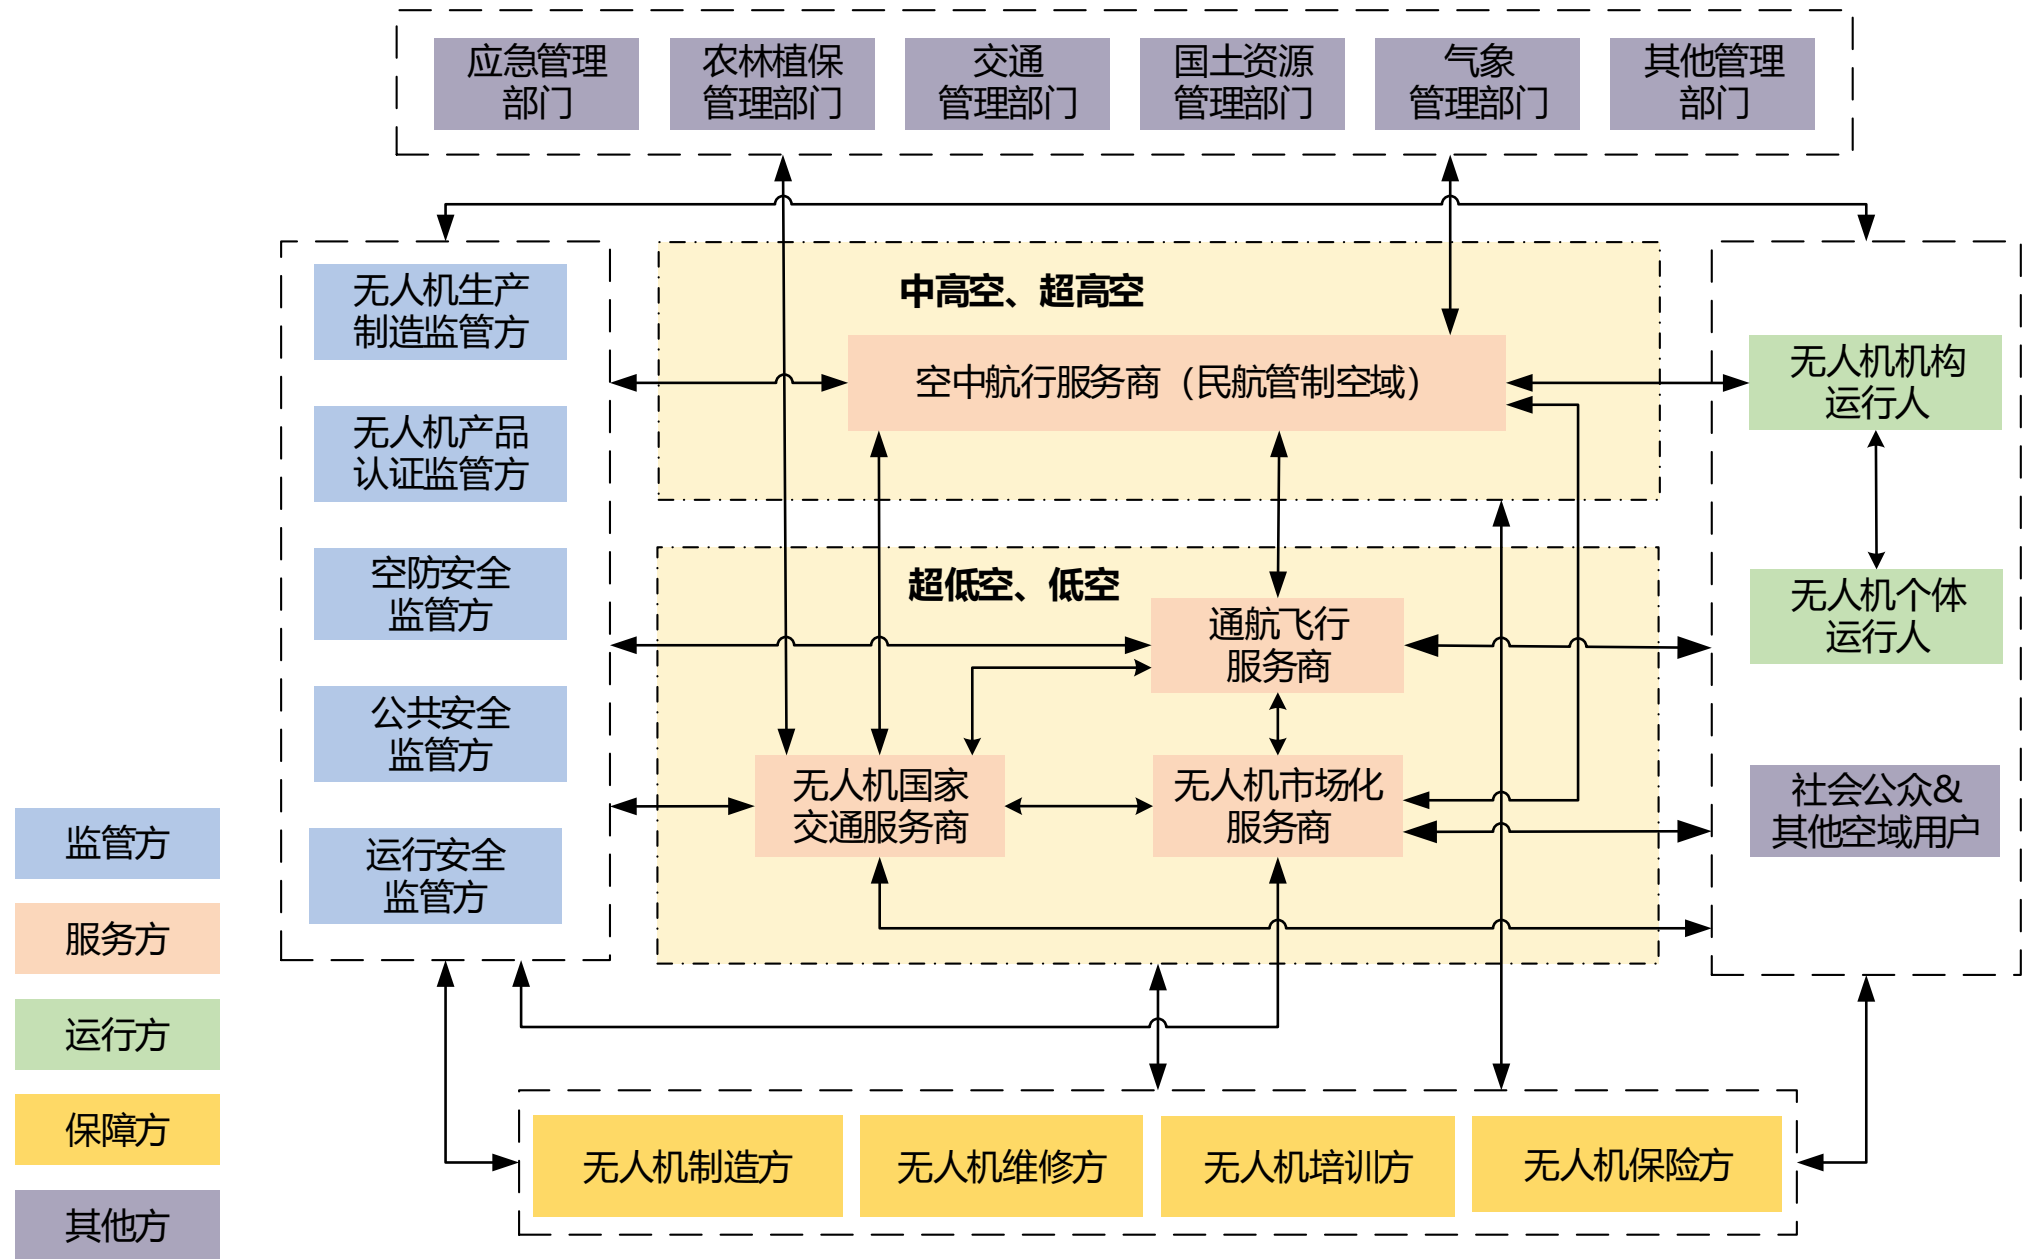 应急管理
部门
农林植保
管理部门
交通
管理部门
国土资源
管理部门
气象
管理部门
其他管理
部门
无人机生产
制造监管方
无人机产品
认证监管方
空防安全
监管方
公共安全
监管方
运行安全
监管方
中高空、超高空
空中航行服务商（民航管制空域）
超低空、低空
通航飞行
服务商
无人机国家
交通服务商
无人机市场化
服务商
无人机机构
运行人
无人机个体
运行人
社会公众&
其他空域用户
监管方
服务方
运行方
保障方
其他方
无人机制造方
无人机维修方
无人机培训方
无人机保险方